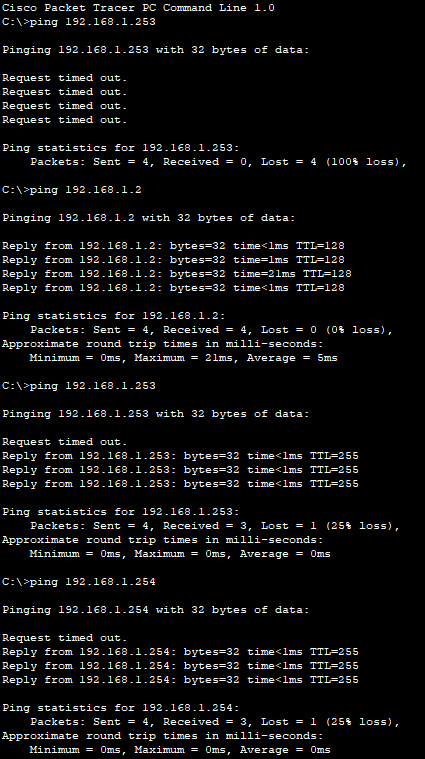 Cisco Packet Tracer PC Command Line 1.0
C:\>ping 192.168.1.253
Pinging 192.168.1.253 with 32 bytes of data:
Request timed out.
Request timed out.
Request timed out.
Request timed out.
Ping statistics for 192.168.1.253:
    Packets: Sent = 4, Received = 0, Lost = 4 (100% loss),
C:\>ping 192.168.1.2
Pinging 192.168.1.2 with 32 bytes of data:
Reply from 192.168.1.2: bytes=32 time<1ms TTL=128
Reply from 192.168.1.2: bytes=32 time=1ms TTL=128
Reply from 192.168.1.2: bytes=32 time=21ms TTL=128
Reply from 192.168.1.2: bytes=32 time<1ms TTL=128
Ping statistics for 192.168.1.2:
    Packets: Sent = 4, Received = 4, Lost = 0 (0% loss),
Approximate round trip times in milli-seconds:
    Minimum = 0ms, Maximum = 21ms, Average = 5ms
C:\>ping 192.168.1.253
Pinging 192.168.1.253 with 32 bytes of data:
Request timed out.
Reply from 192.168.1.253: bytes=32 time<1ms TTL=255
Reply from 192.168.1.253: bytes=32 time<1ms TTL=255
Reply from 192.168.1.253: bytes=32 time<1ms TTL=255
Ping statistics for 192.168.1.253:
    Packets: Sent = 4, Received = 3, Lost = 1 (25% loss),
Approximate round trip times in milli-seconds:
    Minimum = 0ms, Maximum = 0ms, Average = 0ms
C:\>ping 192.168.1.254
Pinging 192.168.1.254 with 32 bytes of data:
Request timed out.
Reply from 192.168.1.254: bytes=32 time<1ms TTL=255
Reply from 192.168.1.254: bytes=32 time<1ms TTL=255
Reply from 192.168.1.254: bytes=32 time<1ms TTL=255
Ping statistics for 192.168.1.254:
    Packets: Sent = 4, Received = 3, Lost = 1 (25% loss),
Approximate round trip times in milli-seconds:
    Minimum = 0ms, Maximum = 0ms, Average = 0ms